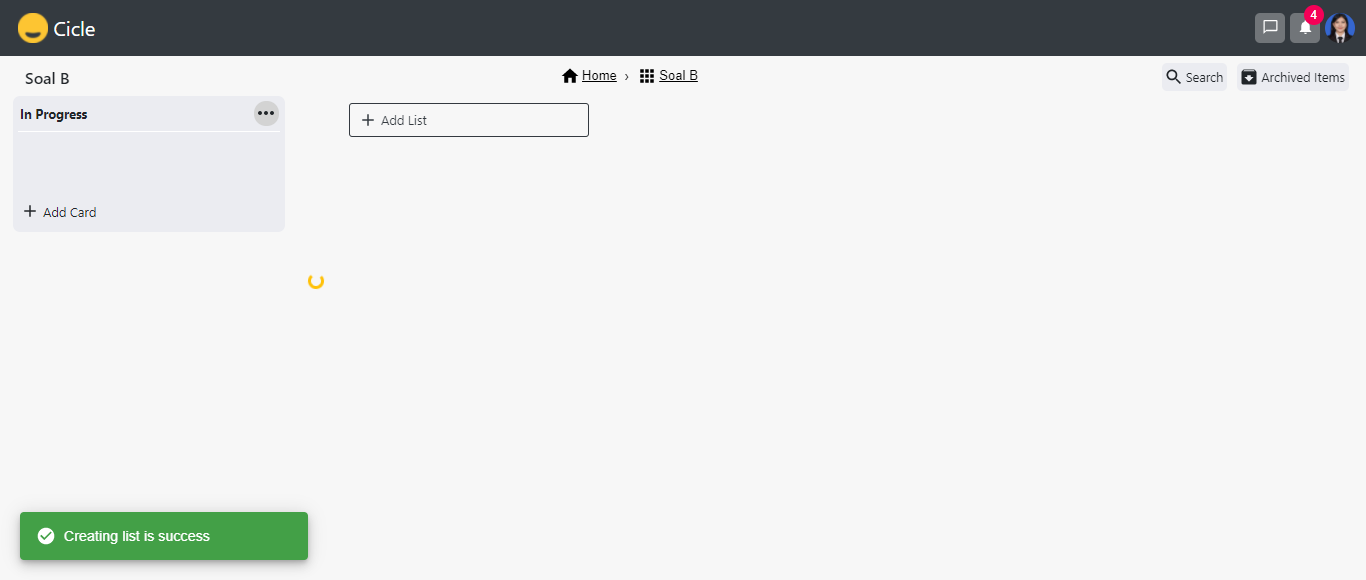 Cicle
4
Soal B
Home › Soal B
Search
Archived Items
In Progress
Add List
Add Card
Creating list is success